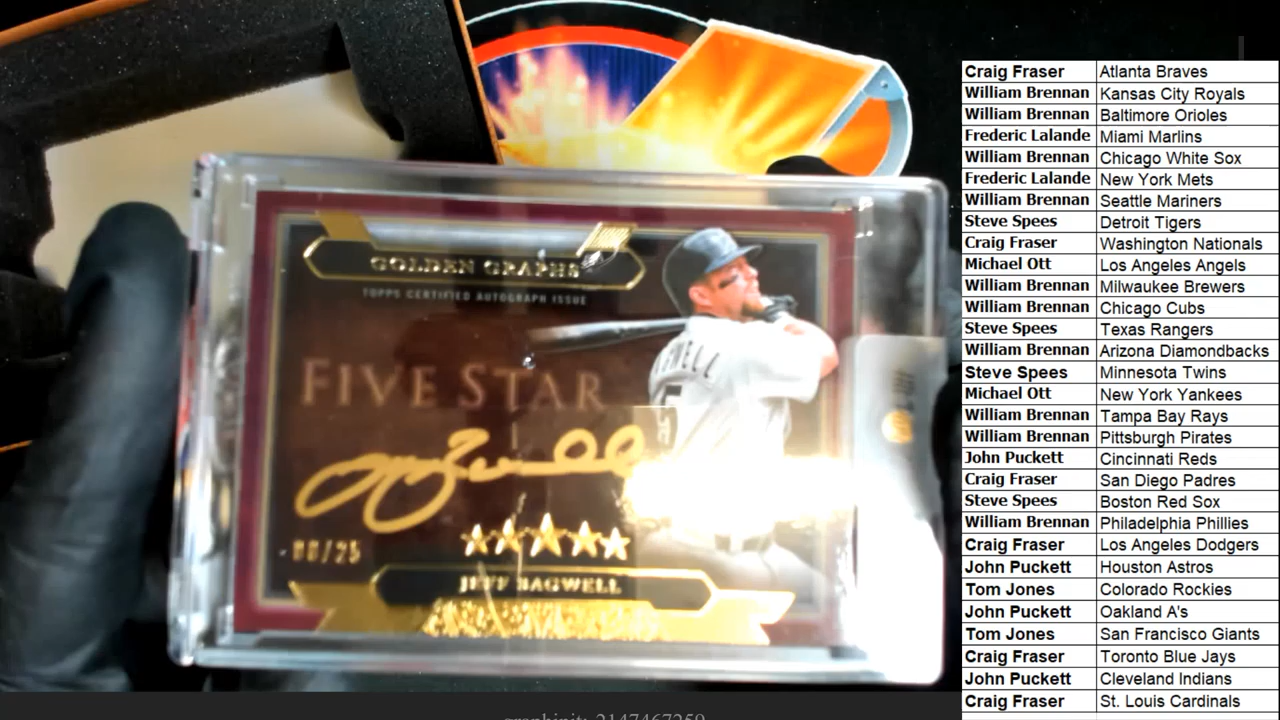 GOLDEN GRAPHS
TOPPS CERTIFIED AUTOGRAPH ISSUE
FIVE STAR
JEFF BAGWELL
Craig Fraser Atlanta Braves
William Brennan Kansas City Royals
William Brennan Baltimore Orioles
Frederic Lalande Miami Marlins
William Brennan Chicago White Sox
Frederic Lalande New York Mets
William Brennan Seattle Mariners
Steve Spees Detroit Tigers
Craig Fraser Washington Nationals
Michael Ott Los Angeles Angels
William Brennan Milwaukee Brewers
William Brennan Chicago Cubs
Steve Spees Texas Rangers
William Brennan Arizona Diamondbacks
Steve Spees Minnesota Twins
Michael Ott New York Yankees
William Brennan Tampa Bay Rays
William Brennan Pittsburgh Pirates
John Puckett Cincinnati Reds
Craig Fraser San Diego Padres
Steve Spees Boston Red Sox
William Brennan Philadelphia Phillies
Craig Fraser Los Angeles Dodgers
John Puckett Houston Astros
Tom Jones Colorado Rockies
John Puckett Oakland A's
Tom Jones San Francisco Giants
Craig Fraser Toronto Blue Jays
John Puckett Cleveland Indians
Craig Fraser St. Louis Cardinals